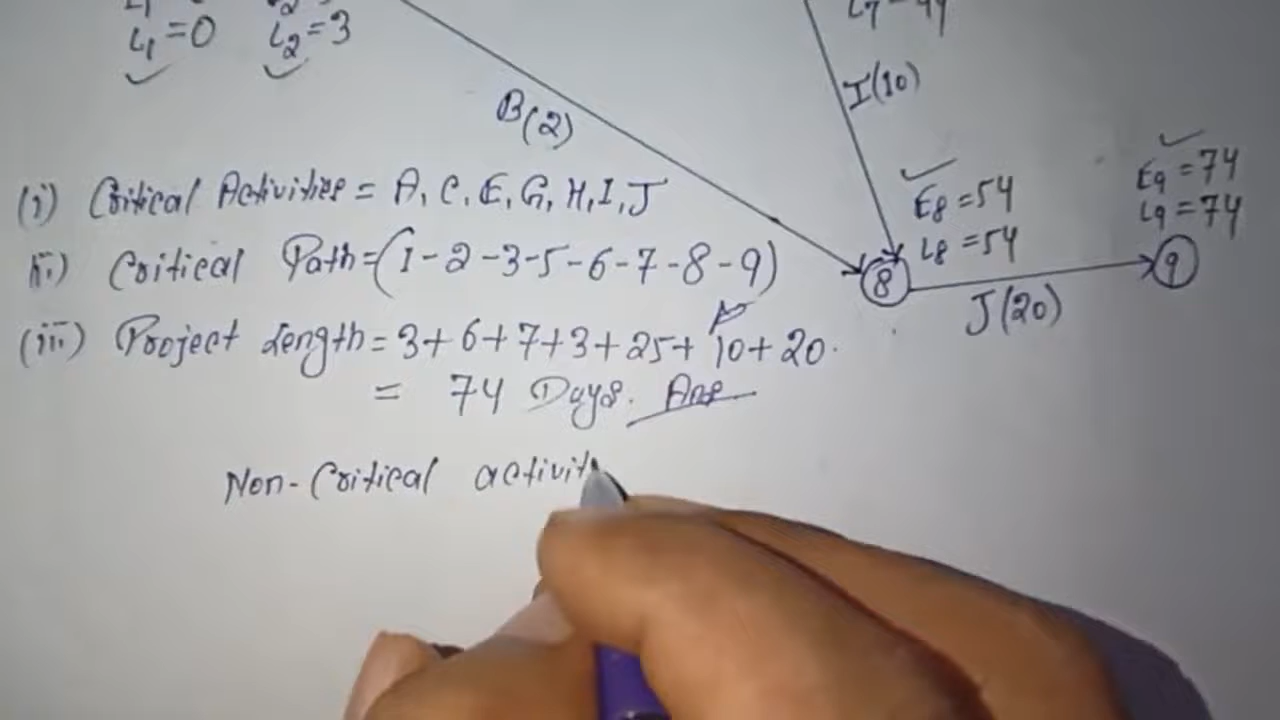 L1=0 L2=3
L7=44
I(10)
B(2)
E9=74
L9=74
(i) Critical Activities = A, C, E, G, H, I, J
E8=54
L8=54
ii) Critical Path=(1-2-3-5-6-7-8-9)
8
9
J(20)
(iii) Project Length=3+6+7+3+25+10+20.
= 74 Days. Ans
Non-Critical activit